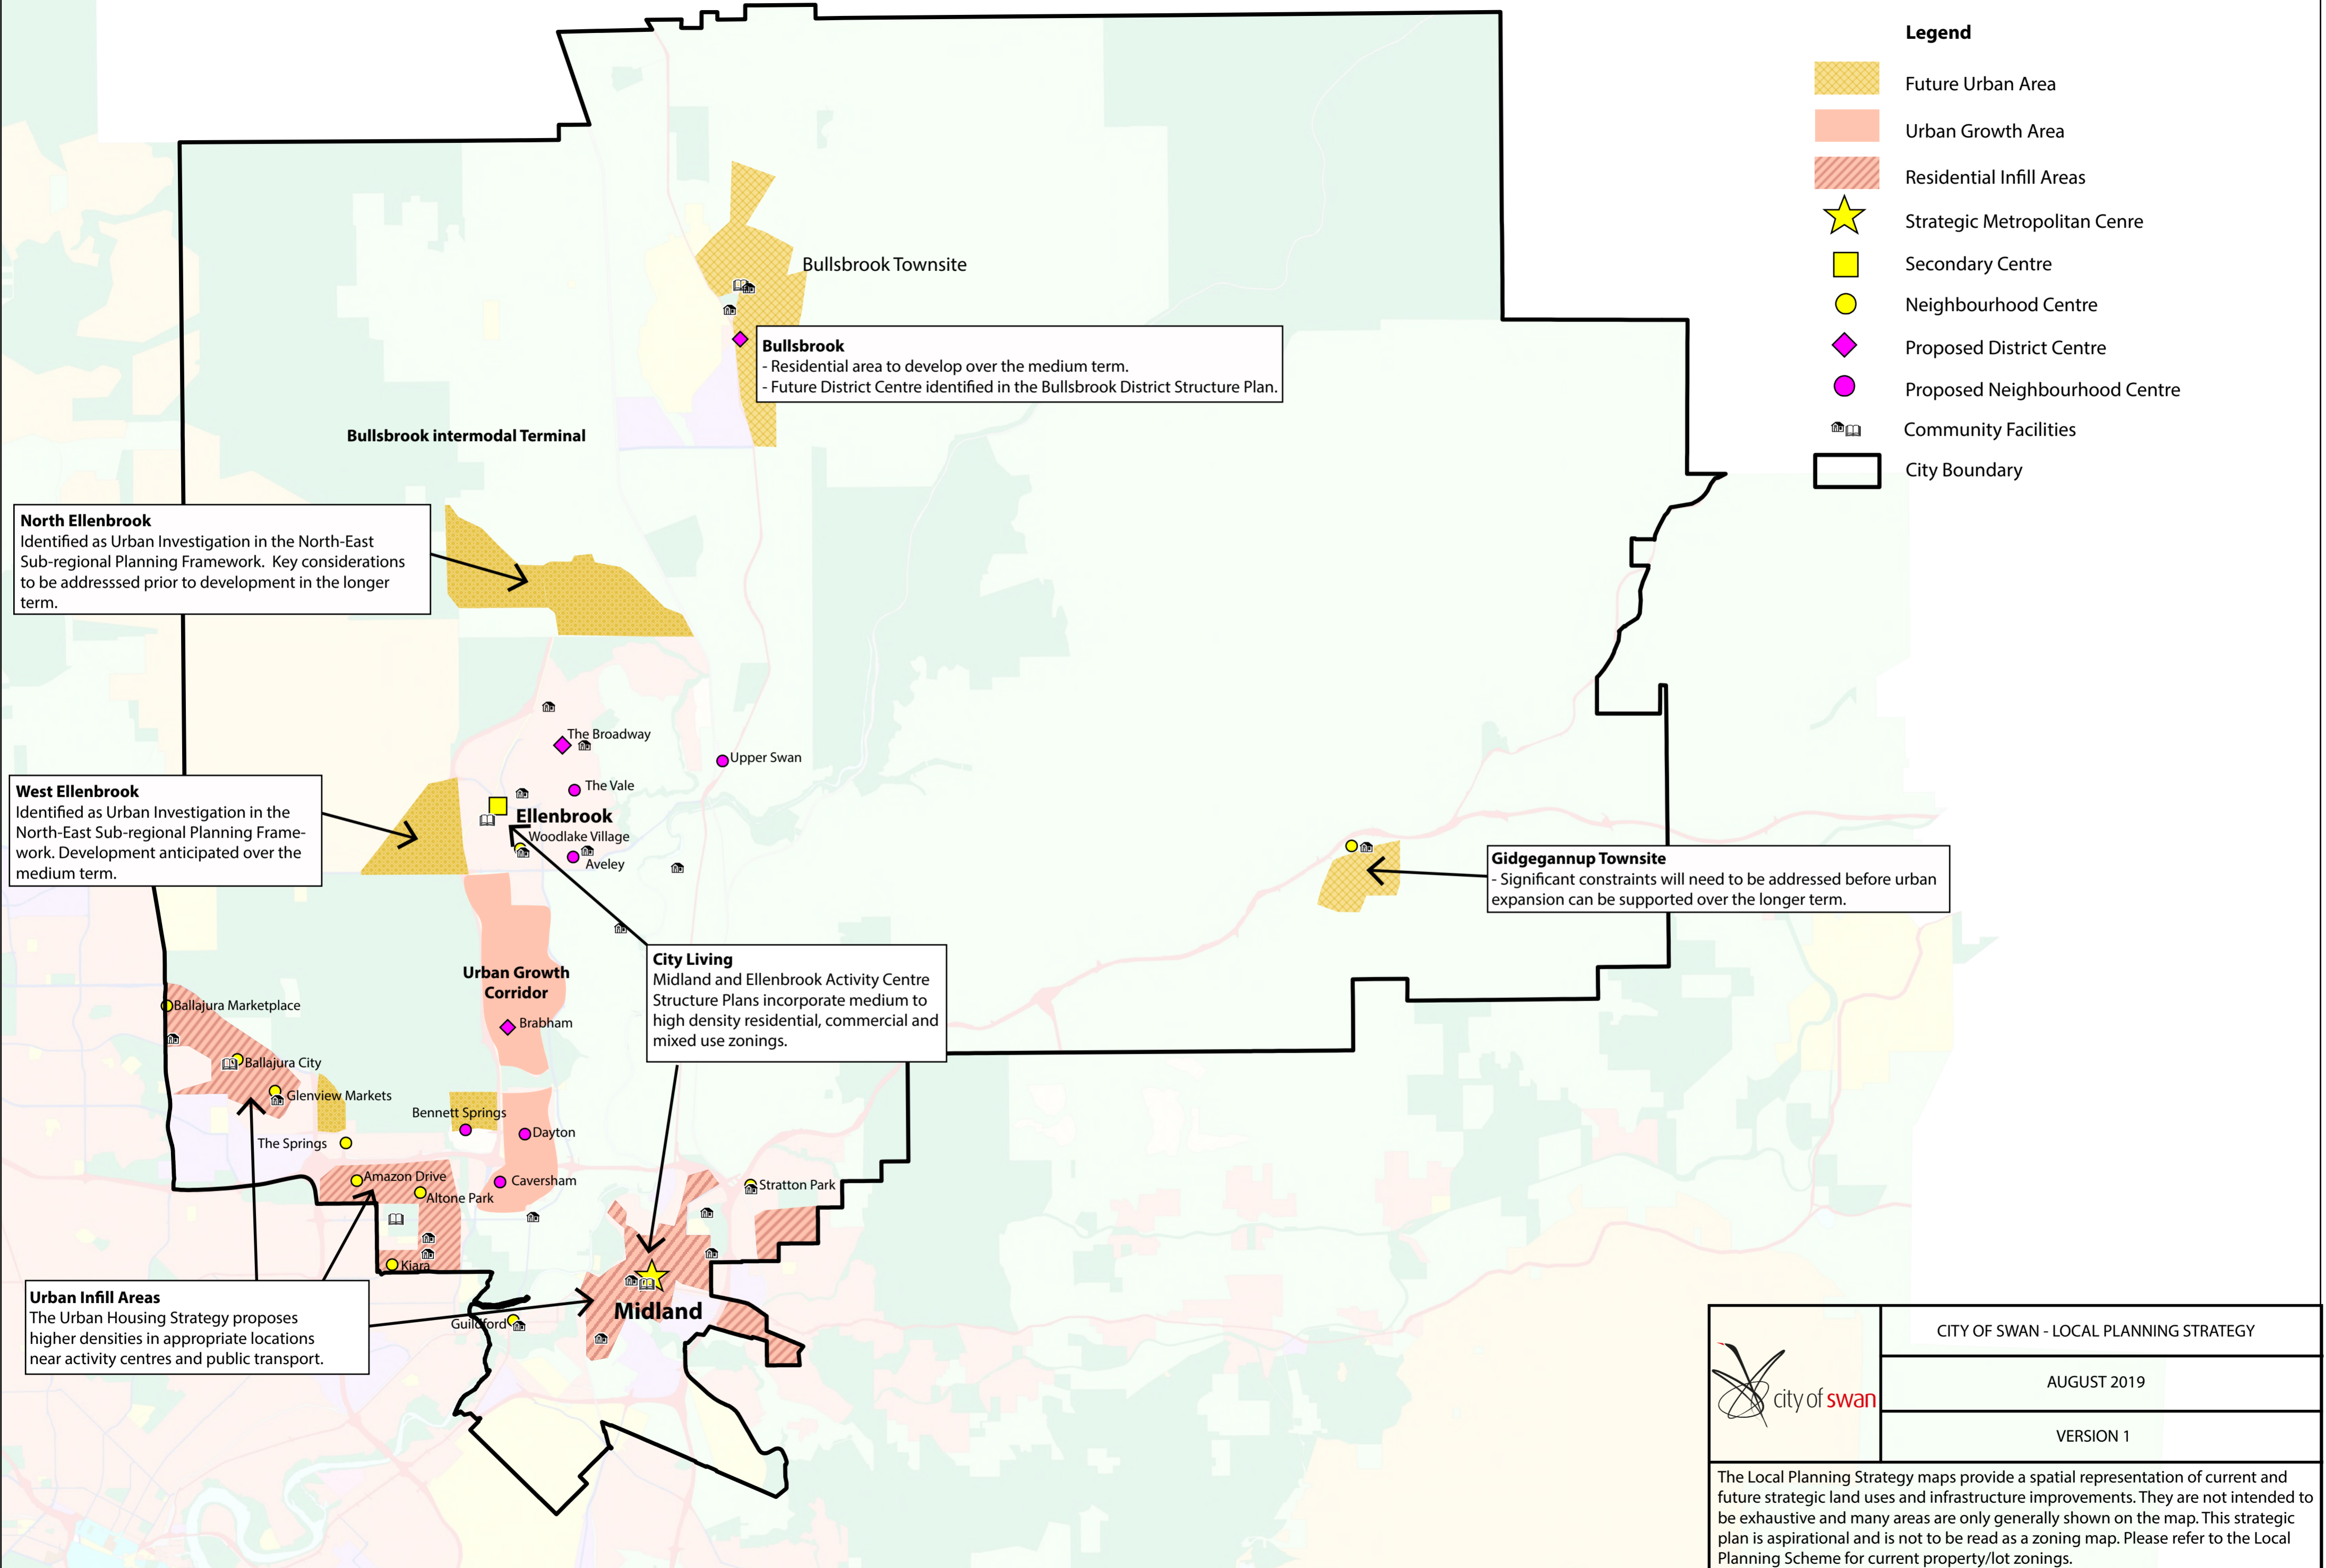 Legend
Future Urban Area
Urban Growth Area
Residential Infill Areas
Strategic Metropolitan Cenre
Secondary Centre
Neighbourhood Centre
Proposed District Centre
Proposed Neighbourhood Centre
Community Facilities
City Boundary
Bullsbrook Townsite
Bullsbrook
- Residential area to develop over the medium term.
- Future District Centre identified in the Bullsbrook District Structure Plan.
Bullsbrook intermodal Terminal
North Ellenbrook
Identified as Urban Investigation in the North-East
Sub-regional Planning Framework. Key considerations
to be addresssed prior to development in the longer
term.
The Broadway
Upper Swan
The Vale
West Ellenbrook
Identified as Urban Investigation in the
North-East Sub-regional Planning Frame-
work. Development anticipated over the
medium term.
Ellenbrook
Woodlake Village
Aveley
Gidgegannup Townsite
- Significant constraints will need to be addressed before urban
expansion can be supported over the longer term.
City Living
Midland and Ellenbrook Activity Centre
Structure Plans incorporate medium to
high density residential, commercial and
mixed use zonings.
Urban Growth
Corridor
Brabham
Ballajura Marketplace
Ballajura City
Glenview Markets
Bennett Springs
The Springs
Dayton
Amazon Drive
Altone Park
Caversham
Stratton Park
Kiara
Urban Infill Areas
The Urban Housing Strategy proposes
higher densities in appropriate locations
near activity centres and public transport.
Guildford
Midland
city of swan
CITY OF SWAN - LOCAL PLANNING STRATEGY
AUGUST 2019
VERSION 1
The Local Planning Strategy maps provide a spatial representation of current and
future strategic land uses and infrastructure improvements. They are not intended to
be exhaustive and many areas are only generally shown on the map. This strategic
plan is aspirational and is not to be read as a zoning map. Please refer to the Local
Planning Scheme for current property/lot zonings.